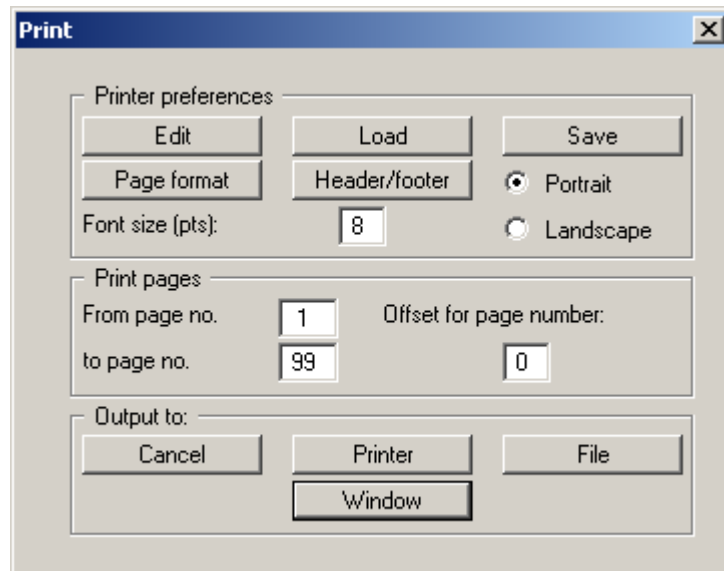 Print
Printer preferences
Edit Load Save
Page format Header/footer Portrait
Font size (pts): 8 Landscape
Print pages
From page no. 1 Offset for page number:
to page no. 99 0
Output to:
Cancel Printer File
Window